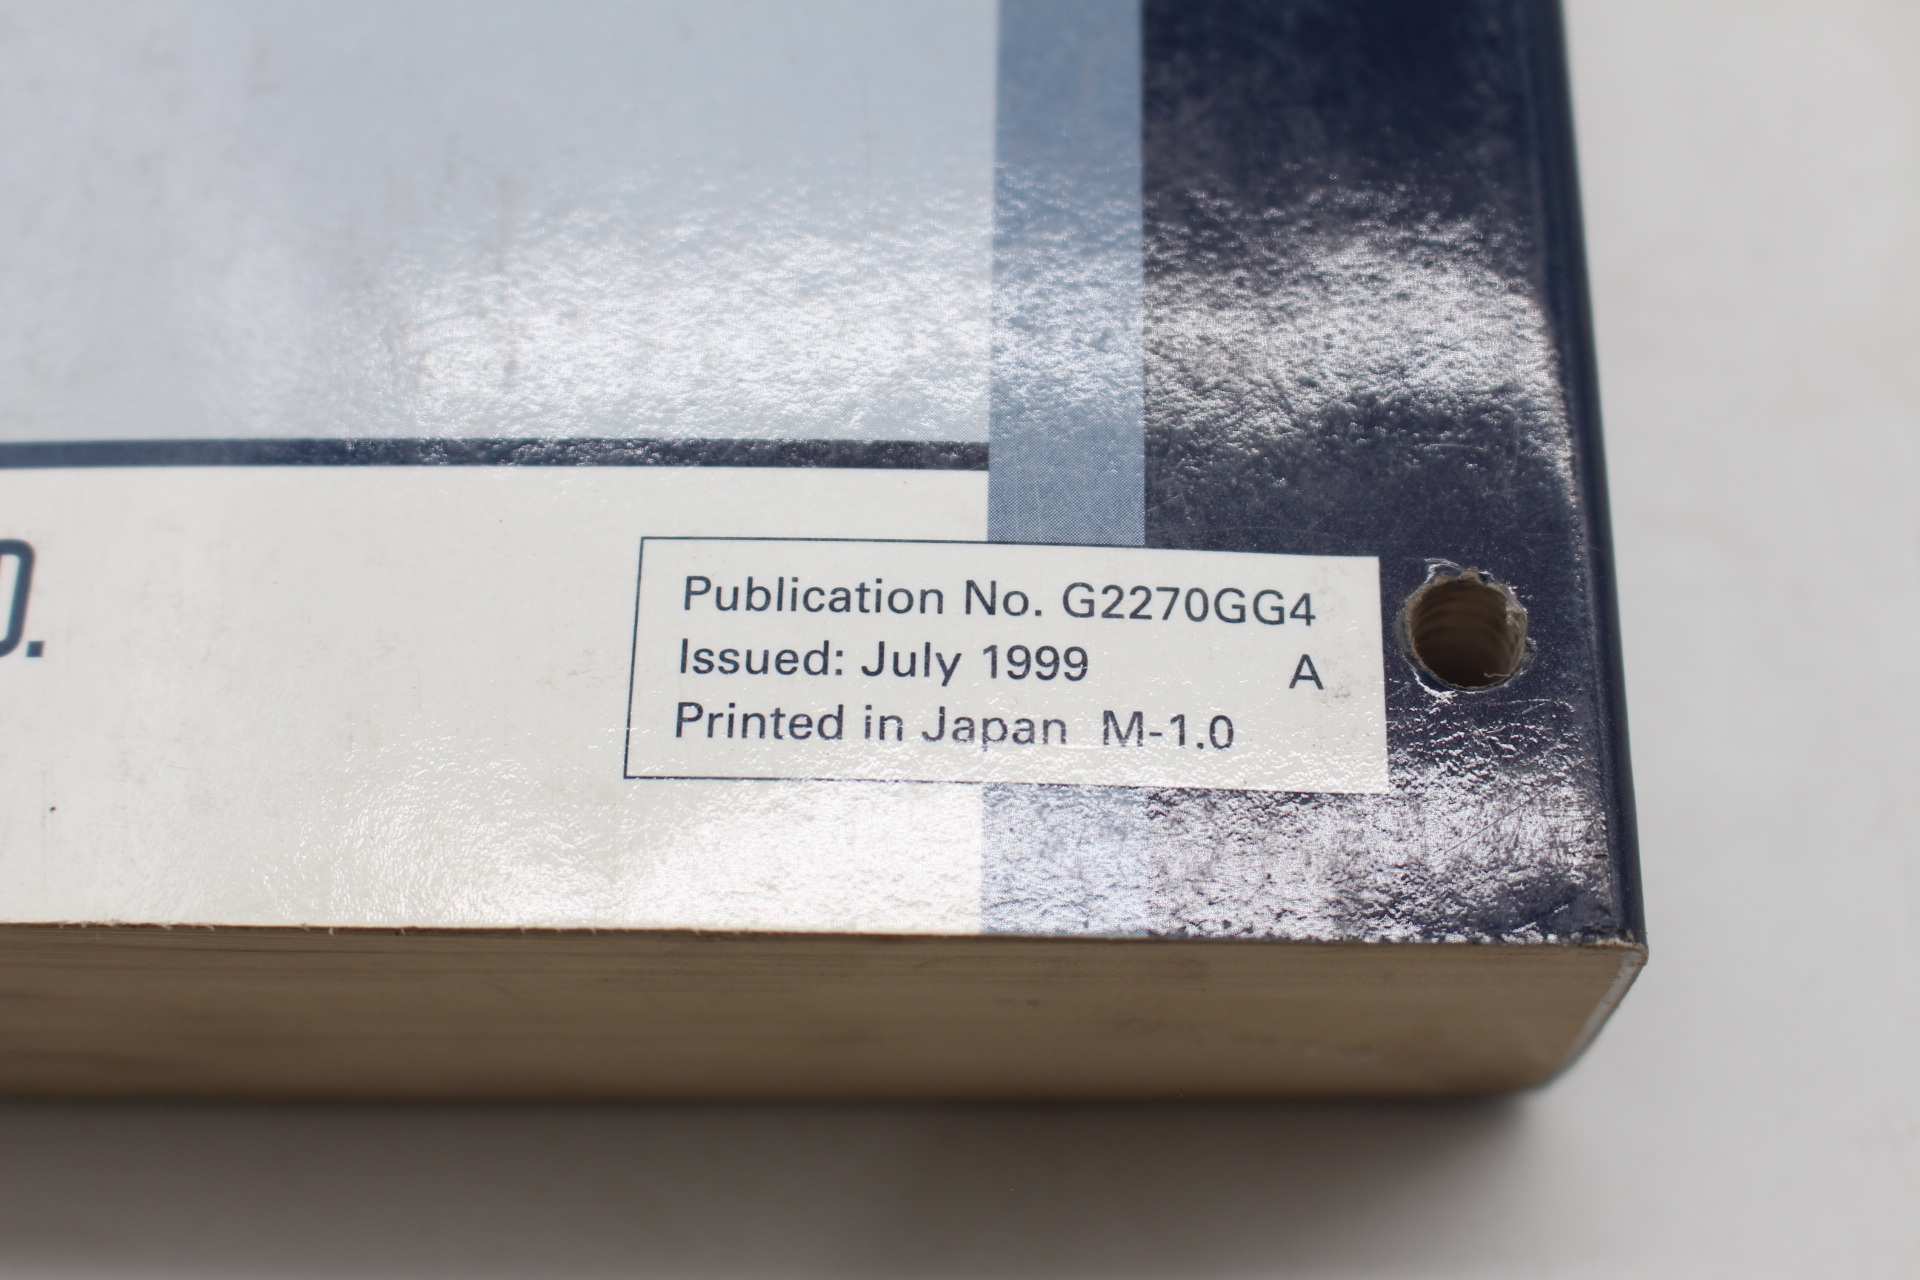 D.
Publication No. G2270GG4
Issued: July 1999 A
Printed in Japan M-1.0